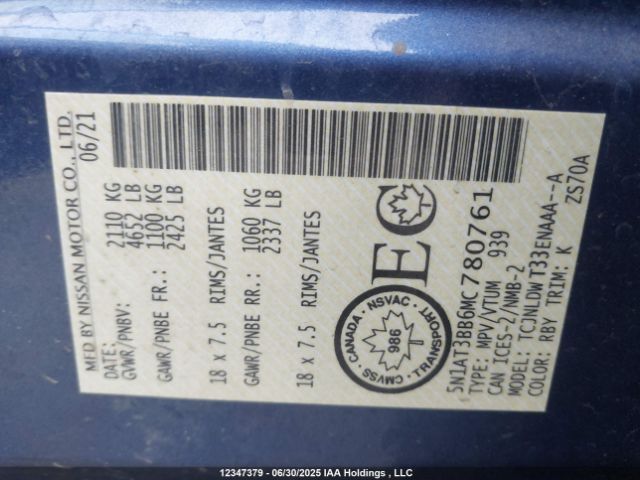 MFD BY NISSAN MOTOR CO., LTD.
DATE: 06/21
GVWR/PNBV: 2110 KG
4652 LB
GAWR/PNBE FR.: 1100 KG
2425 LB
18 x 7.5 RIMS/JANTES
GAWR/PNBE RR.: 1060 KG
2337 LB
18 x 7.5 RIMS/JANTES
EC
CANADA NSVAC TRANSPORT CMVSS
986
5N1AT3BB6MC780761
TYPE: MPV/VTUM 939
CAN ICES-2/NMB-2
MODEL: TCJNLDWT33ENAAA--A
COLOR: RBY TRIM: K ZS70A
12347379 - 06/30/2025 IAA Holdings , LLC